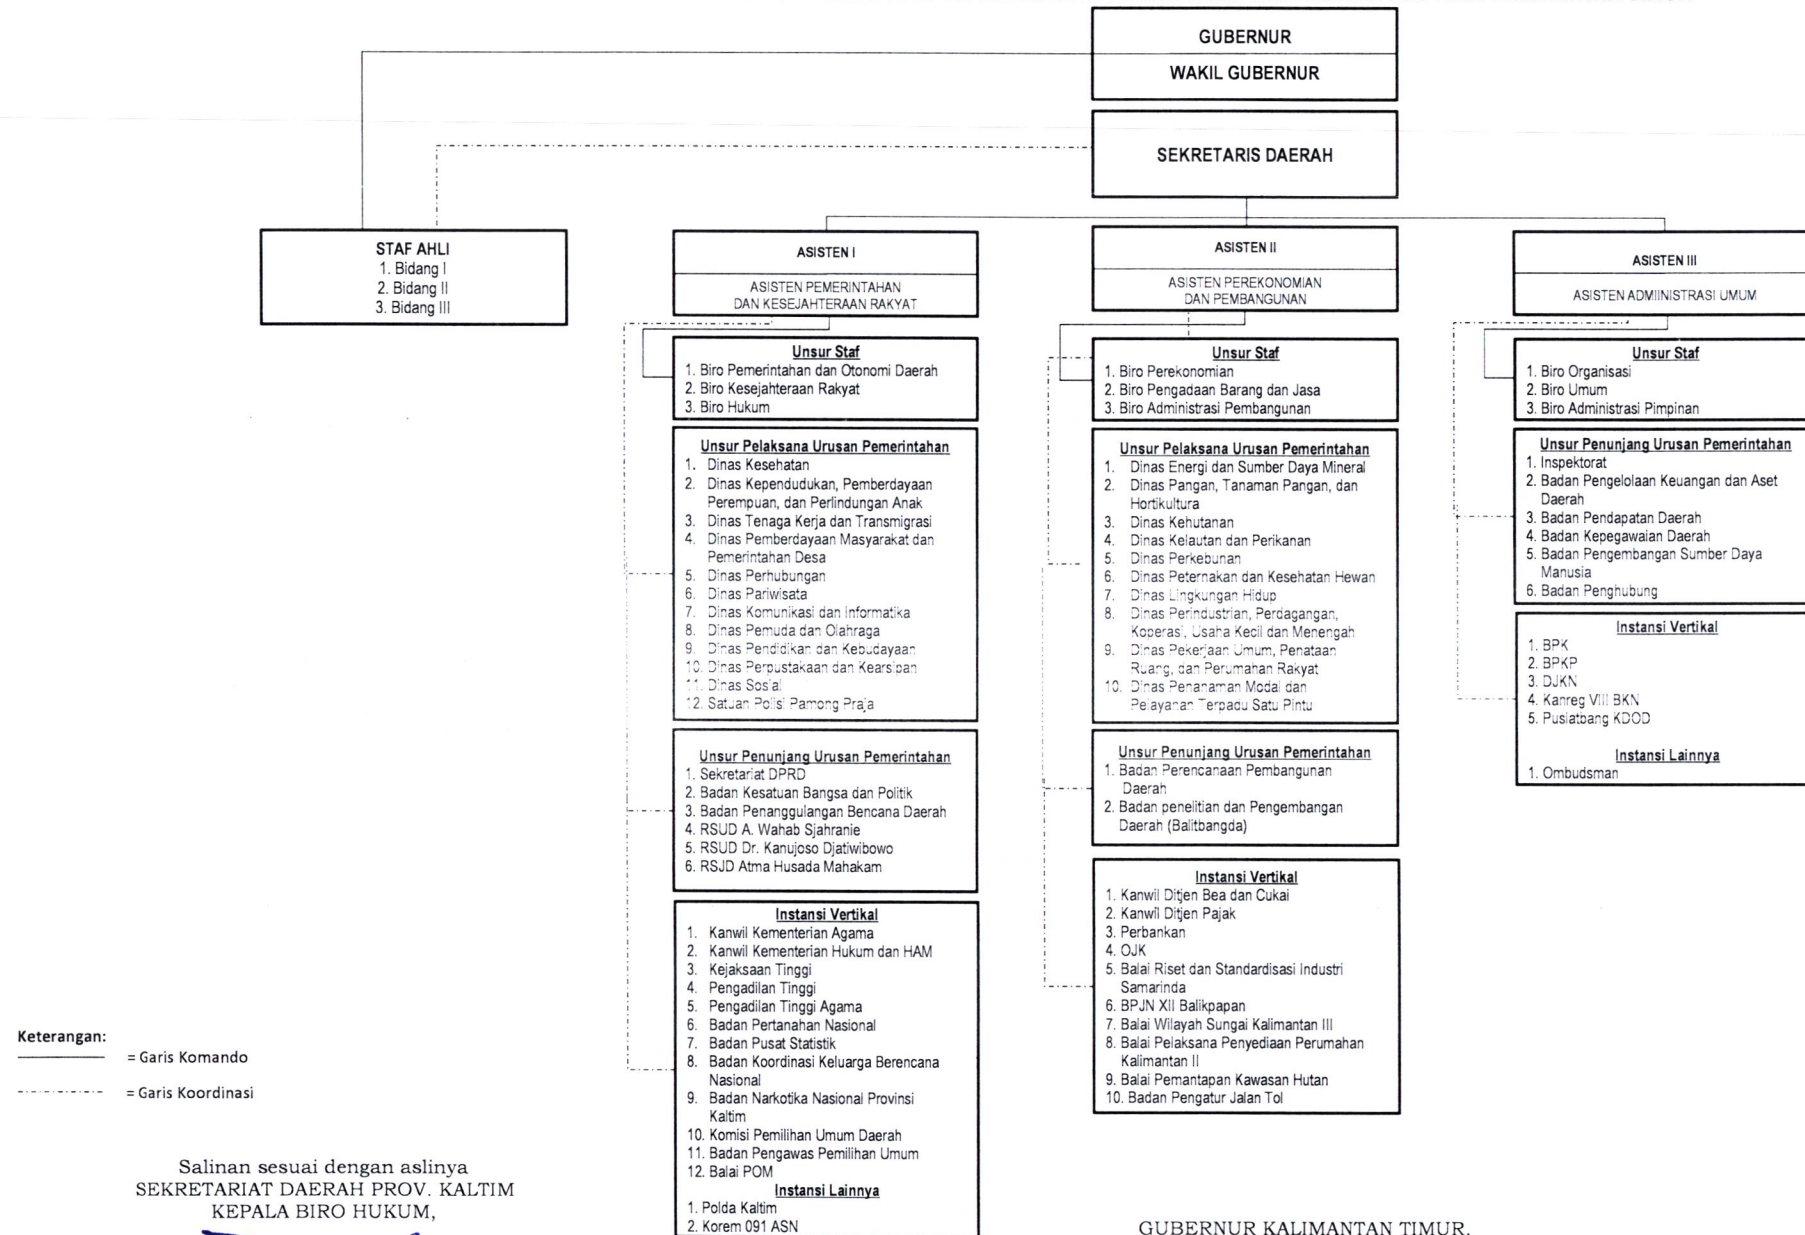 GUBERNUR
WAKIL GUBERNUR
SEKRETARIS DAERAH
STAF AHLI
1. Bidang I
2. Bidang II
3. Bidang III
ASISTEN I
ASISTEN PEMERINTAHAN
DAN KESEJAHTERAAN RAKYAT
Unsur Staf
1. Biro Pemerintahan dan Otonomi Daerah
2. Biro Kesejahteraan Rakyat
3. Biro Hukum
Unsur Pelaksana Urusan Pemerintahan
1. Dinas Kesehatan
2. Dinas Kependudukan, Pemberdayaan
Perempuan, dan Perlindungan Anak
3. Dinas Tenaga Kerja dan Transmigrasi
4. Dinas Pemberdayaan Masyarakat dan
Pemerintahan Desa
5. Dinas Perhubungan
6. Dinas Pariwisata
7. Dinas Komunikasi dan Informatika
8. Dinas Pemuda dan Olahraga
9. Dinas Pendidikan dan Kebudayaan
10. Dinas Perpustakaan dan Kearsipan
11. Dinas Sosial
12. Satuan Polisi Pamong Praja
Unsur Penunjang Urusan Pemerintahan
1. Sekretariat DPRD
2. Badan Kesatuan Bangsa dan Politik
3. Badan Penanggulangan Bencana Daerah
4. RSUD A. Wahab Sjahranie
5. RSUD Dr. Kanujoso Djatiwibowo
6. RSJD Atma Husada Mahakam
Instansi Vertikal
1. Kanwil Kementerian Agama
2. Kanwil Kementerian Hukum dan HAM
3. Kejaksaan Tinggi
4. Pengadilan Tinggi
5. Pengadilan Tinggi Agama
6. Badan Pertanahan Nasional
7. Badan Pusat Statistik
8. Badan Koordinasi Keluarga Berencana
Nasional
9. Badan Narkotika Nasional Provinsi
Kaltim
10. Komisi Pemilihan Umum Daerah
11. Badan Pengawas Pemilihan Umum
12. Balai POM
Instansi Lainnya
1. Polda Kaltim
2. Korem 091 ASN
ASISTEN II
ASISTEN PEREKONOMIAN
DAN PEMBANGUNAN
Unsur Staf
1. Biro Perekonomian
2. Biro Pengadaan Barang dan Jasa
3. Biro Administrasi Pembangunan
Unsur Pelaksana Urusan Pemerintahan
1. Dinas Energi dan Sumber Daya Mineral
2. Dinas Pangan, Tanaman Pangan, dan
Hortikultura
3. Dinas Kehutanan
4. Dinas Kelautan dan Perikanan
5. Dinas Perkebunan
6. Dinas Peternakan dan Kesehatan Hewan
7. Dinas Lingkungan Hidup
8. Dinas Perindustrian, Perdagangan,
Koperasi, Usaha Kecil dan Menengah
9. Dinas Pekerjaan Umum, Penataan
Ruang, dan Perumahan Rakyat
10. Dinas Penanaman Modal dan
Pelayanan Terpadu Satu Pintu
Unsur Penunjang Urusan Pemerintahan
1. Badan Perencanaan Pembangunan
Daerah
2. Badan penelitian dan Pengembangan
Daerah (Balitbangda)
Instansi Vertikal
1. Kanwil Ditjen Bea dan Cukai
2. Kanwil Ditjen Pajak
3. Perbankan
4. OJK
5. Balai Riset dan Standardisasi Industri
Samarinda
6. BPJN XII Balikpapan
7. Balai Wilayah Sungai Kalimantan III
8. Balai Pelaksana Penyediaan Perumahan
Kalimantan II
9. Balai Pemantapan Kawasan Hutan
10. Badan Pengatur Jalan Tol
ASISTEN III
ASISTEN ADMIINISTRASI UMUM
Unsur Staf
1. Biro Organisasi
2. Biro Umum
3. Biro Administrasi Pimpinan
Unsur Penunjang Urusan Pemerintahan
1. Inspektorat
2. Badan Pengelolaan Keuangan dan Aset
Daerah
3. Badan Pendapatan Daerah
4. Badan Kepegawaian Daerah
5. Badan Pengembangan Sumber Daya
Manusia
6. Badan Penghubung
Instansi Vertikal
1. BPK
2. BPKP
3. DJKN
4. Kanreg VIII BKN
5. Puslatbang KDOD
Instansi Lainnya
1. Ombudsman
Keterangan:
= Garis Komando
= Garis Koordinasi
Salinan sesuai dengan aslinya
SEKRETARIAT DAERAH PROV. KALTIM
KEPALA BIRO HUKUM,
GUBERNUR KALIMANTAN TIMUR,